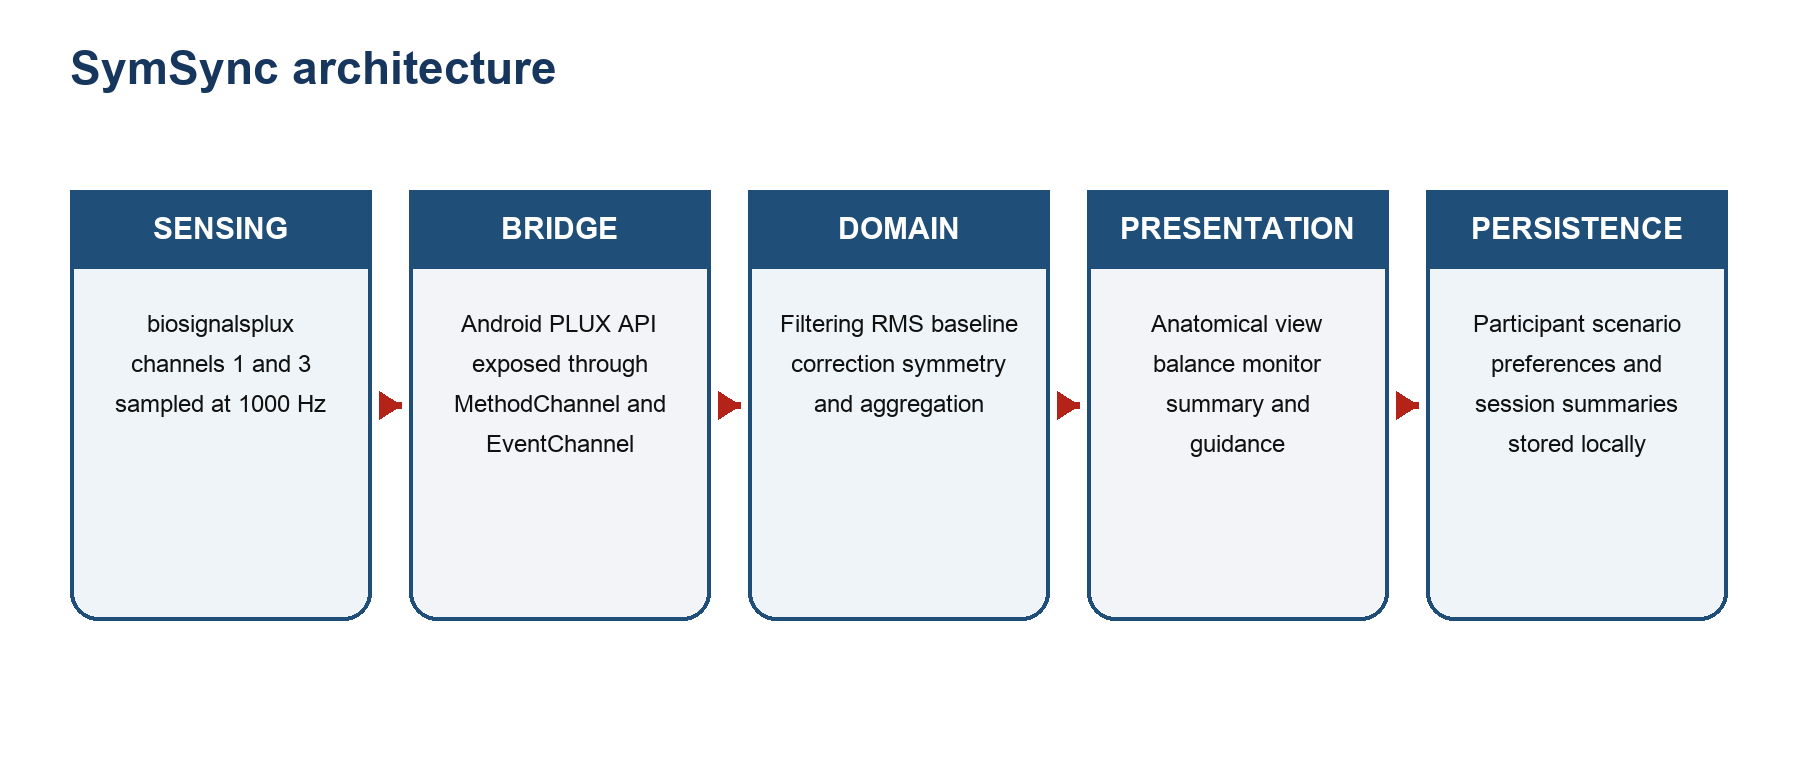 SymSync architecture
SENSING
biosignalsplux
channels 1 and 3
sampled at 1000 Hz
BRIDGE
Android PLUX API
exposed through
MethodChannel and
EventChannel
DOMAIN
Filtering RMS baseline
correction symmetry
and aggregation
PRESENTATION
Anatomical view
balance monitor
summary and
guidance
PERSISTENCE
Participant scenario
preferences and
session summaries
stored locally